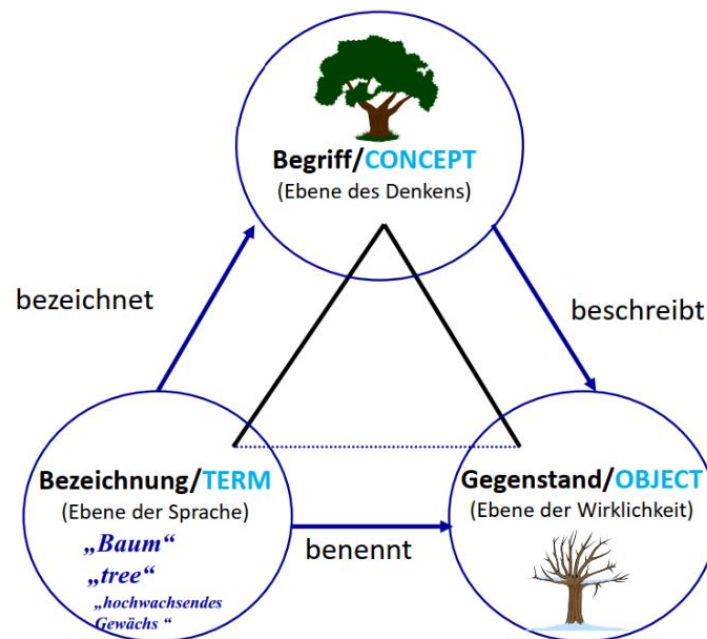 Begriff/CONCEPT
(Ebene des Denkens)
bezeichnet
beschreibt
Bezeichnung/TERM
(Ebene der Sprache)
„Baum“
„tree“
„hochwachsendes
Gewächs “
benennt
Gegenstand/OBJECT
(Ebene der Wirklichkeit)